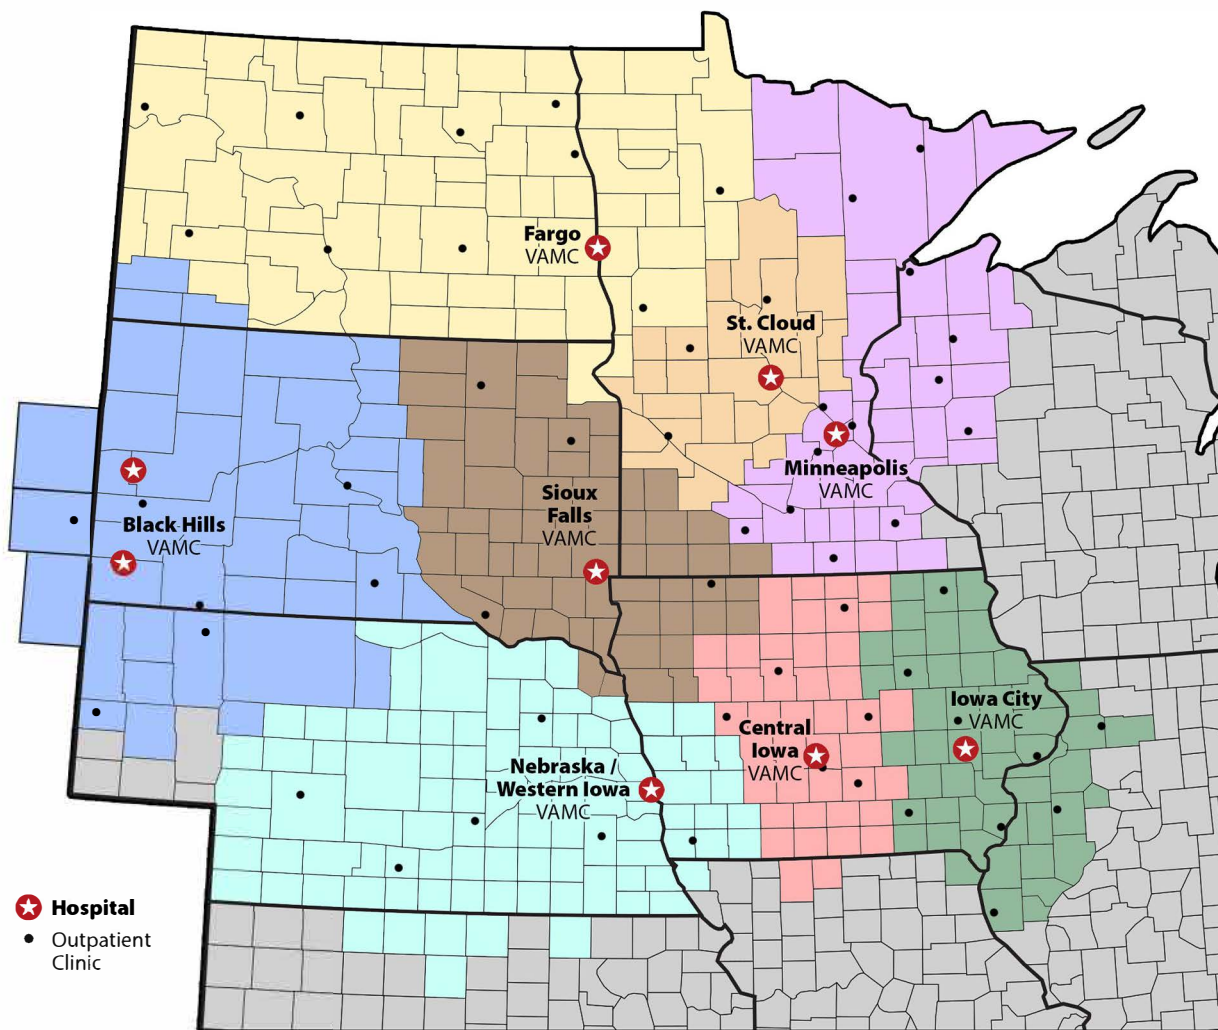 Fargo
VAMC
St. Cloud
VAMC
Minneapolis
VAMC
Sioux
Falls
VAMC
Black Hills
VAMC
Iowa City
VAMC
Central
Iowa
VAMC
Nebraska /
Western Iowa
VAMC
Hospital
Outpatient
Clinic